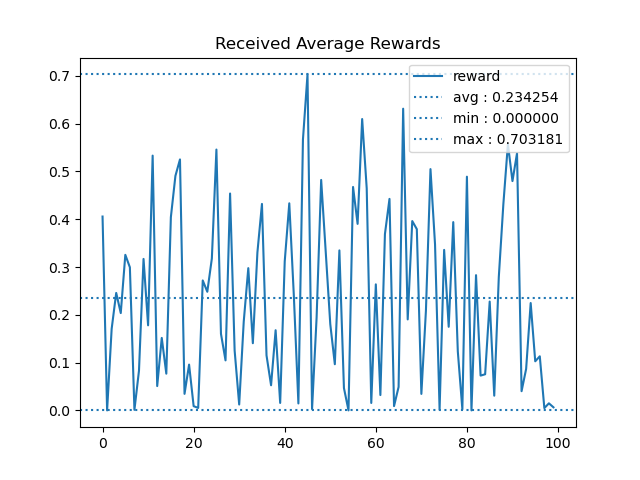 Received Average Rewards
reward
avg : 0.234254
min : 0.000000
max : 0.703181
0.7
0.6
0.5
0.4
0.3
0.2
0.1
0.0
0 20 40 60 80 100